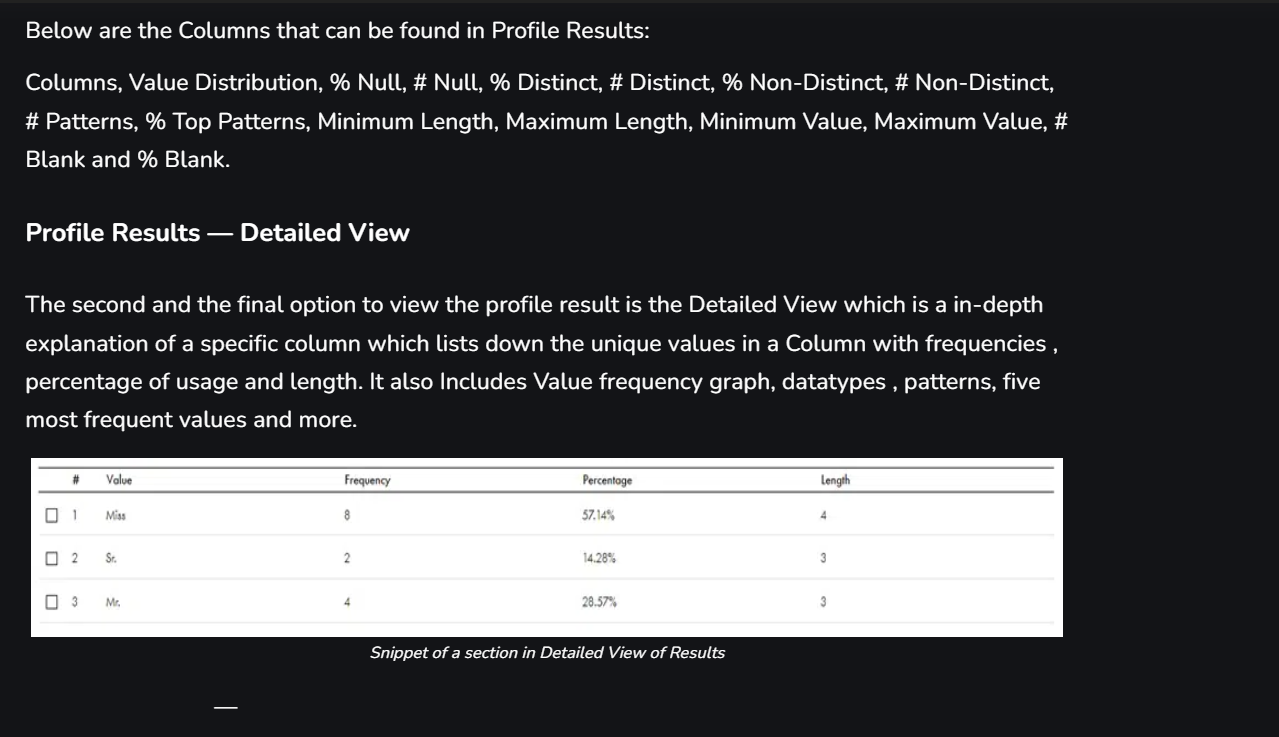 Below are the Columns that can be found in Profile Results:
Columns, Value Distribution, % Null, # Null, % Distinct, # Distinct, % Non-Distinct, # Non-Distinct,
# Patterns, % Top Patterns, Minimum Length, Maximum Length, Minimum Value, Maximum Value, #
Blank and % Blank.
Profile Results — Detailed View
The second and the final option to view the profile result is the Detailed View which is a in-depth
explanation of a specific column which lists down the unique values in a Column with frequencies ,
percentage of usage and length. It also Includes Value frequency graph, datatypes , patterns, five
most frequent values and more.
# Value Frequency Percentage Length
1 Miss 8 57.14% 4
2 Sr. 2 14.28% 3
3 Mr. 4 28.57% 3
Snippet of a section in Detailed View of Results
—